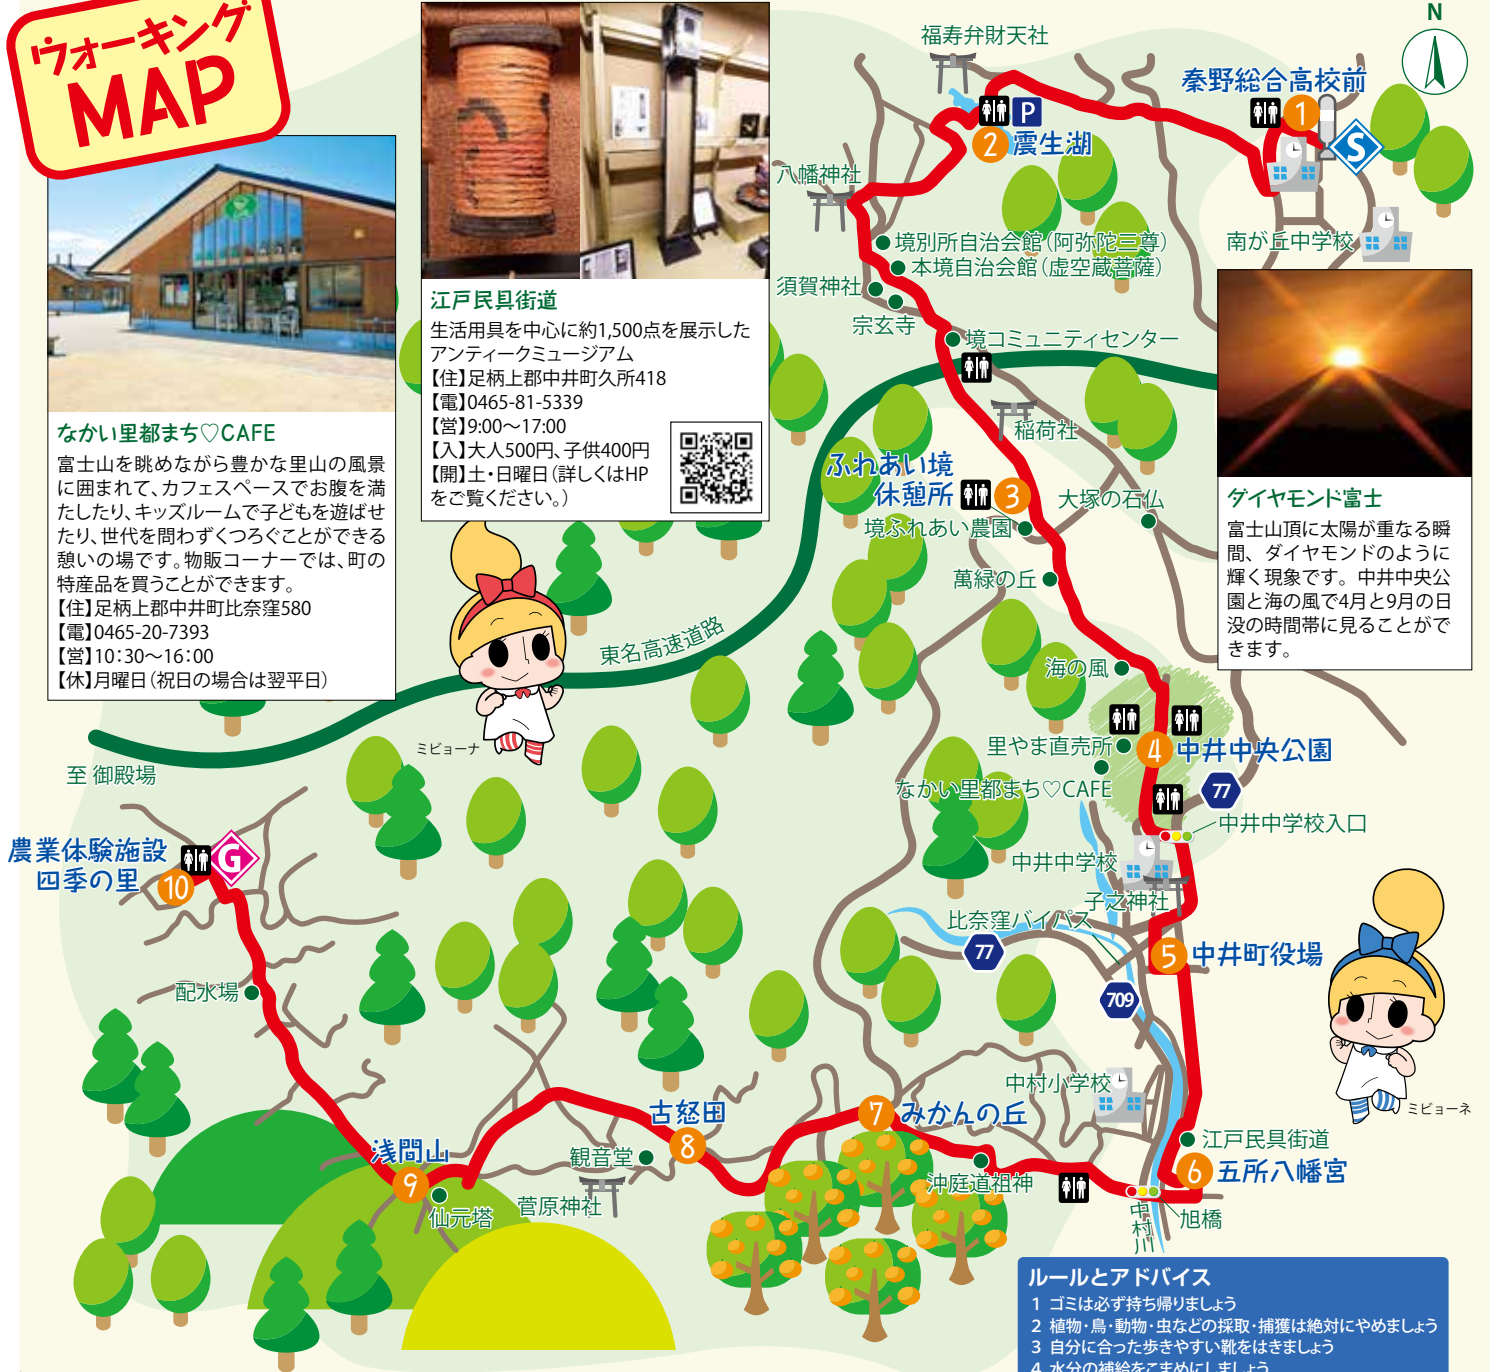 ウォーキング
MAP
なかい里都まち♡CAFE
富士山を眺めながら豊かな里山の風景
に囲まれて、カフェスペースでお腹を満
たしたり、キッズルームで子どもを遊ばせ
たり、世代を問わずくつろぐことができる
憩いの場です。物販コーナーでは、町の
特産品を買うことができます。
【住】足柄上郡中井町比奈窪580
【電】0465-20-7393
【営】10：30〜16：00
【休】月曜日（祝日の場合は翌平日）
江戸民具街道
生活用具を中心に約1,500点を展示した
アンティークミュージアム
【住】足柄上郡中井町久所418
【電】0465-81-5339
【営】9:00〜17:00
【入】大人500円、子供400円
【開】土・日曜日（詳しくはHP
をご覧ください。）
N
福寿弁財天社
秦野総合高校前
1
S
P
2
震生湖
八幡神社
南が丘中学校
境別所自治会館（阿弥陀三尊）
本境自治会館（虚空蔵菩薩）
須賀神社
宗玄寺
境コミュニティセンター
稲荷社
ふれあい境
休憩所
3
大塚の石仏
境ふれあい農園
萬緑の丘
ダイヤモンド富士
富士山頂に太陽が重なる瞬
間、ダイヤモンドのように
輝く現象です。中井中央公
園と海の風で4月と9月の日
没の時間帯に見ることがで
きます。
東名高速道路
海の風
ミビョーナ
里やま直売所
4
中井中央公園
至 御殿場
なかい里都まち♡CAFE
77
中井中学校入口
農業体験施設
四季の里
G
10
中井中学校
子之神社
比奈窪バイパス
77
5
中井町役場
配水場
709
中村小学校
ミビョーネ
古怒田
8
7
みかんの丘
江戸民具街道
浅間山
9
観音堂
沖庭道祖神
6
五所八幡宮
仙元塔
菅原神社
中村川
旭橋
ルールとアドバイス
1 ゴミは必ず持ち帰りましょう
2 植物・鳥・動物・虫などの採取・捕獲は絶対にやめましょう
3 自分に合った歩きやすい靴をはきましょう
4 水分の補給をこまめにしましょう